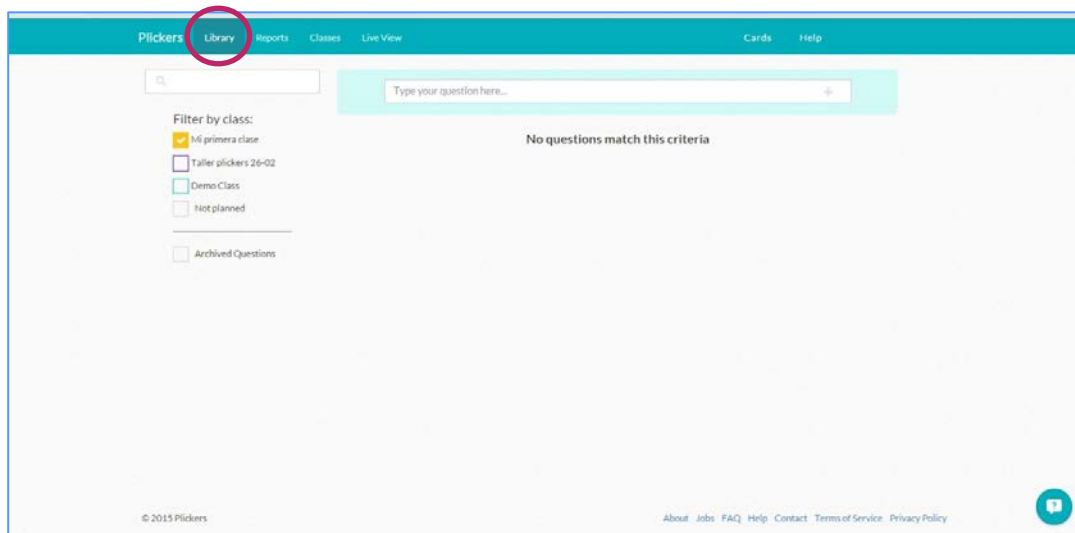 Plickers Library Reports Classes Live View Cards Help
Type your question here... +
Filter by class:
No questions match this criteria
Mi primera clase
Taller plickers 26-02
Demo Class
Not planned
Archived Questions
© 2015 Plickers
About Jobs FAQ Help Contact Terms of Service Privacy Policy